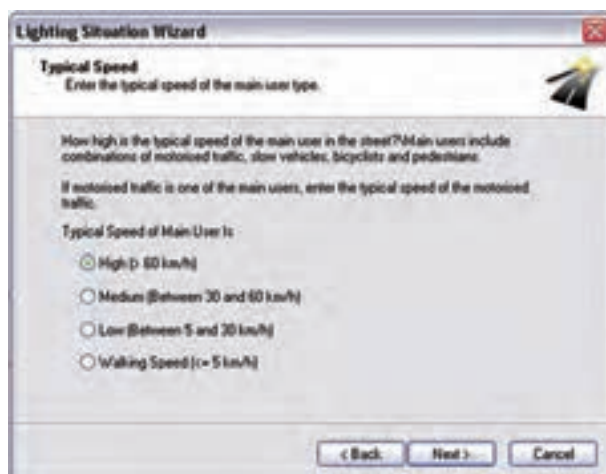 Lighting Situation Wizard
Typical Speed
Enter the typical speed of the main user type.
How high is the typical speed of the main user in the street?\Main users include
combinations of motorised traffic, slow vehicles, bicyclists and pedestrians.
If motorised traffic is one of the main users, enter the typical speed of the motorised
traffic.
Typical Speed of Main User Is
High (> 60 km/h)
Medium (Between 30 and 60 km/h)
Low (Between 5 and 30 km/h)
Walking Speed (<= 5 km/h)
< Back Next > Cancel